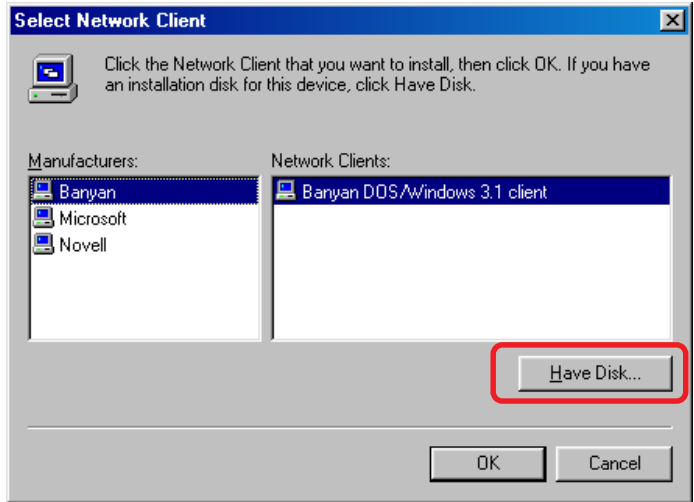 Select Network Client
Click the Network Client that you want to install, then click OK. If you have
an installation disk for this device, click Have Disk.
Manufacturers:
Banyan
Microsoft
Novell
Network Clients:
Banyan DOS/Windows 3.1 client
Have Disk...
OK
Cancel